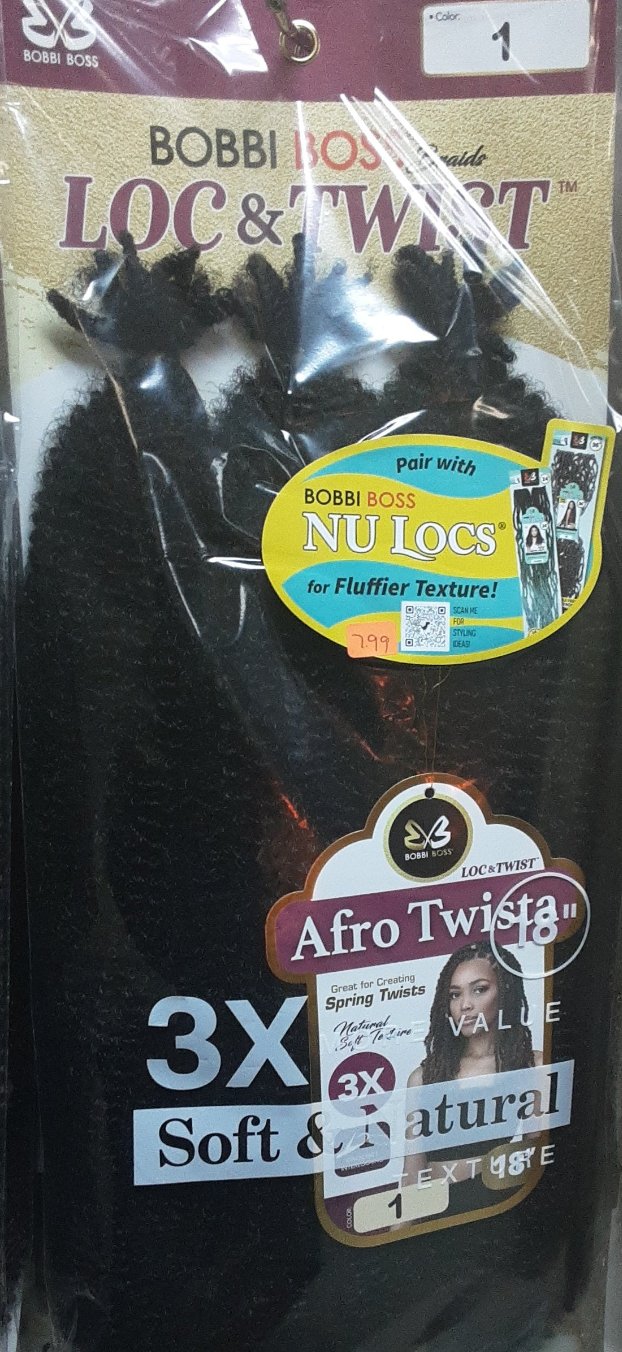 BOBBI BOSS
Color:
1
BOBBI BOSS Braids
LOC & TWIST™
Pair with
BOBBI BOSS
NU LOCS®
for Fluffier Texture!
7.99
SCAN ME
FOR
STYLING
IDEAS!
BOBBI BOSS
LOC & TWIST
Afro Twista
18"
Great for Creating
Spring Twists
Natural
Soft Texture
3X
VALUE
3X
Soft & Natural
TEXTURE
18"
COLOR:
1